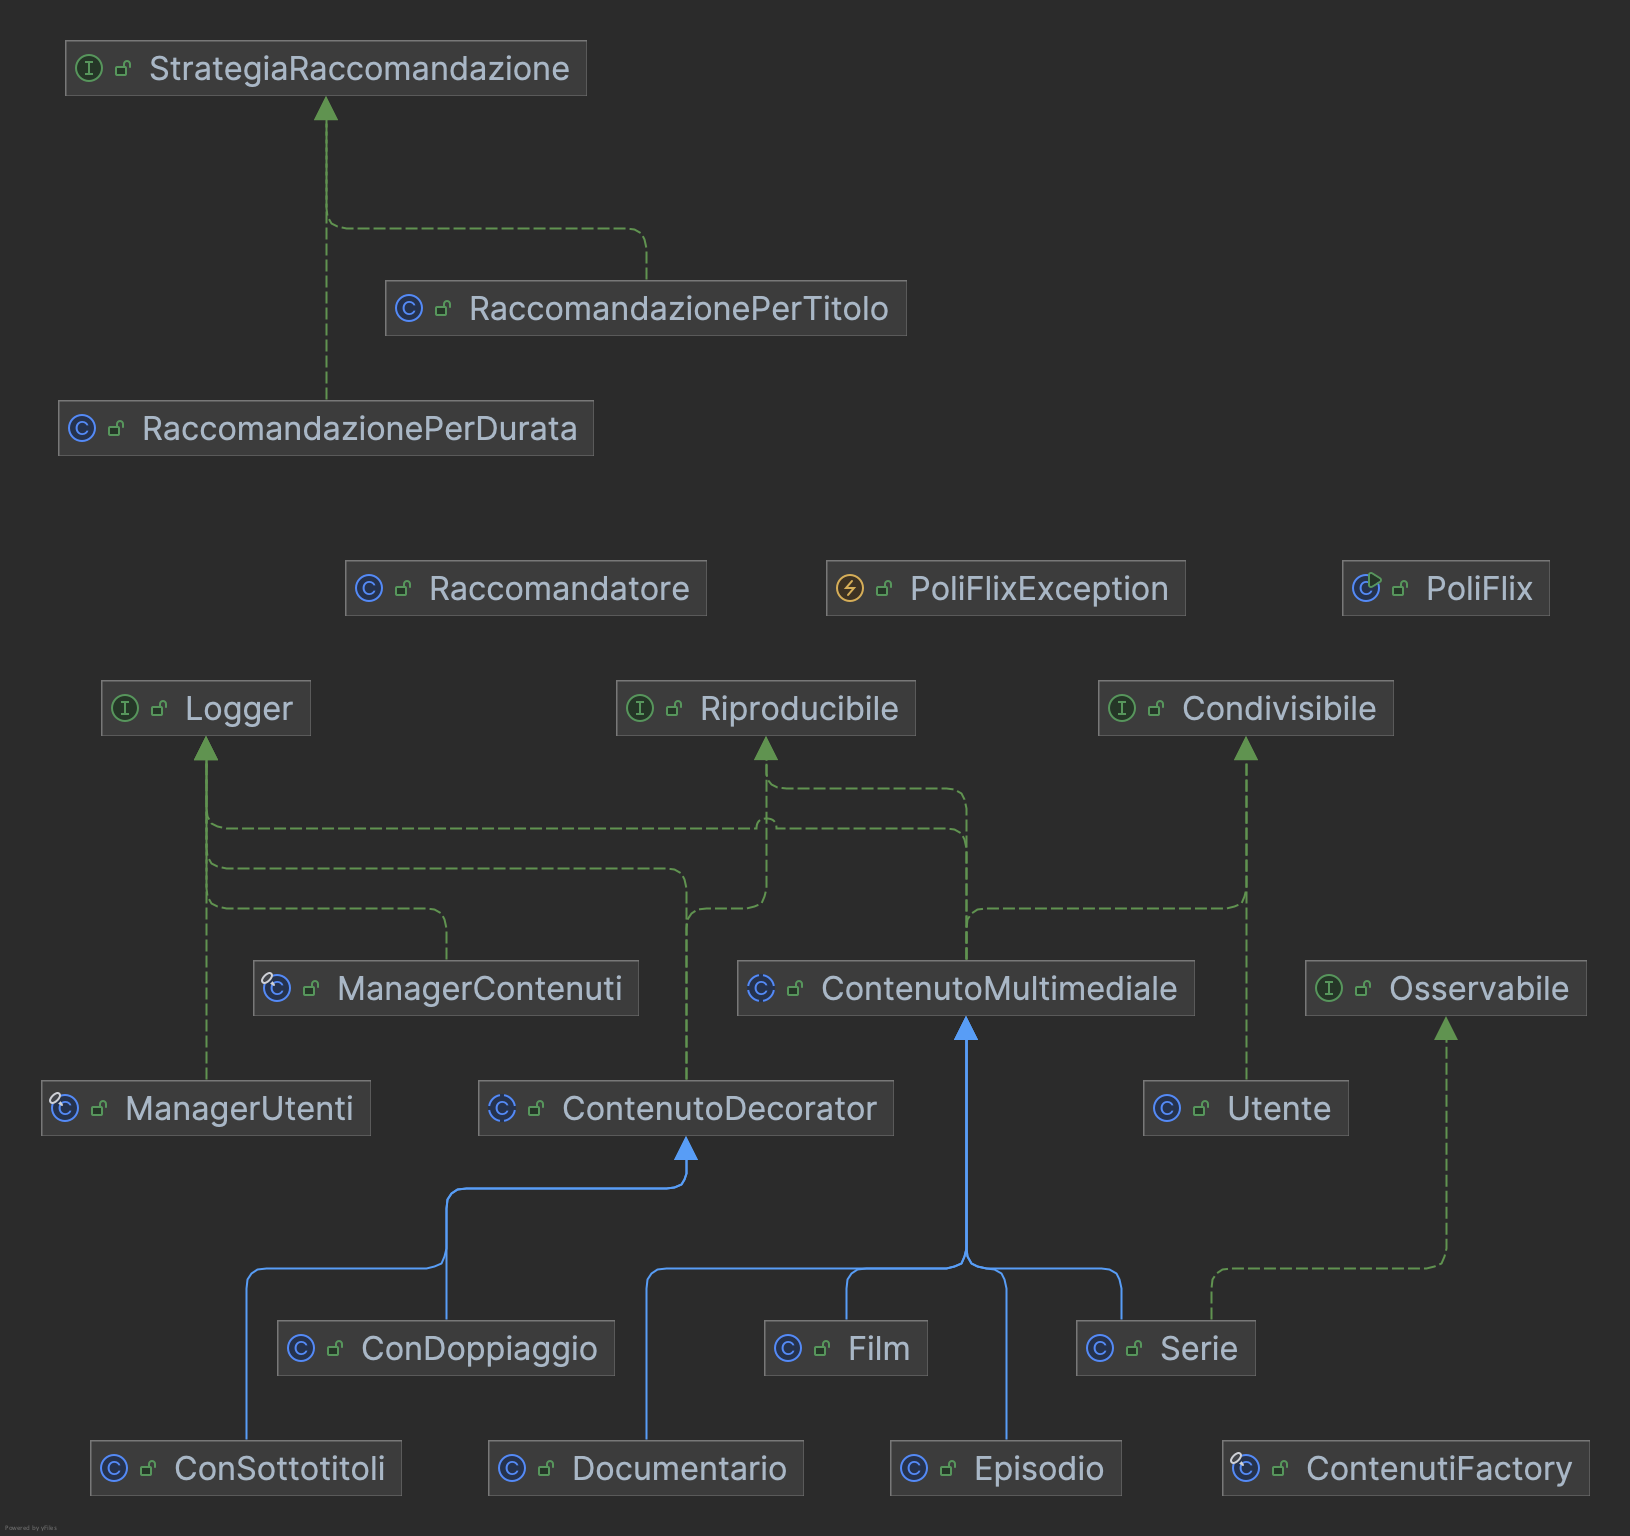 StrategiaRaccomandazione
RaccomandazionePerTitolo
RaccomandazionePerDurata
Raccomandatore
PoliFlixException
PoliFlix
Logger
Riproducibile
Condivisibile
ManagerContenuti
ContenutoMultimediale
Osservabile
ManagerUtenti
ContenutoDecorator
Utente
ConDoppiaggio
Film
Serie
ConSottotitoli
Documentario
Episodio
ContenutiFactory
Powered by yFiles